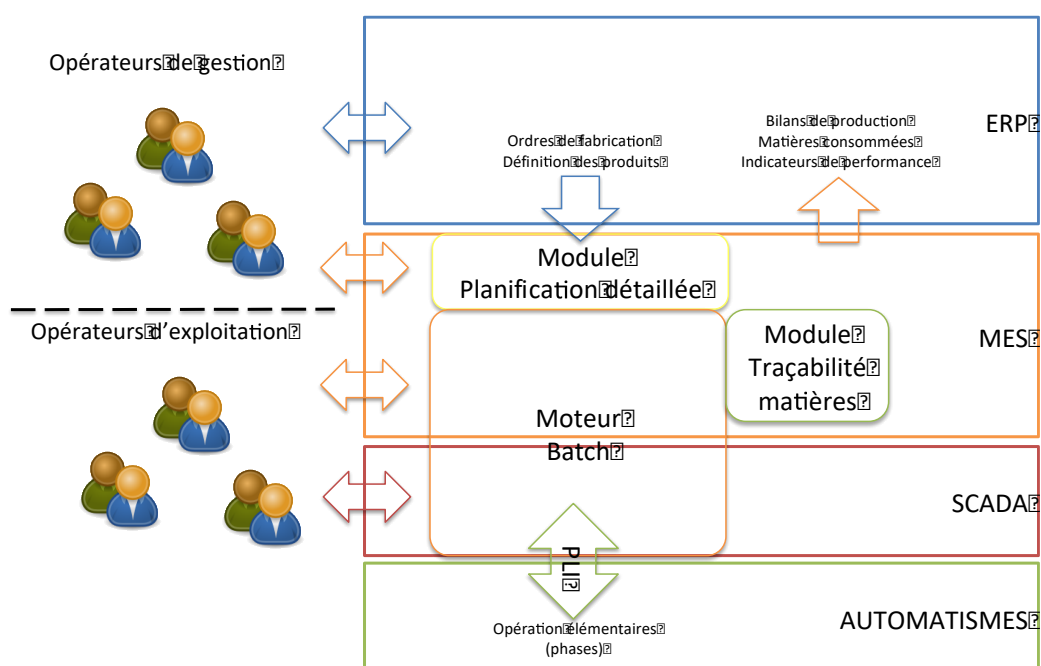 Opérateurs de gestion
Ordres de fabrication
Définition des produits
Bilans de production
Matières consommées
Indicateurs de performance
ERP
Module
Planification détaillée
Opérateurs d'exploitation
Module
Traçabilité
matières
MES
Moteur
Batch
SCADA
PLI
Opération élémentaires
(phases)
AUTOMATISMES